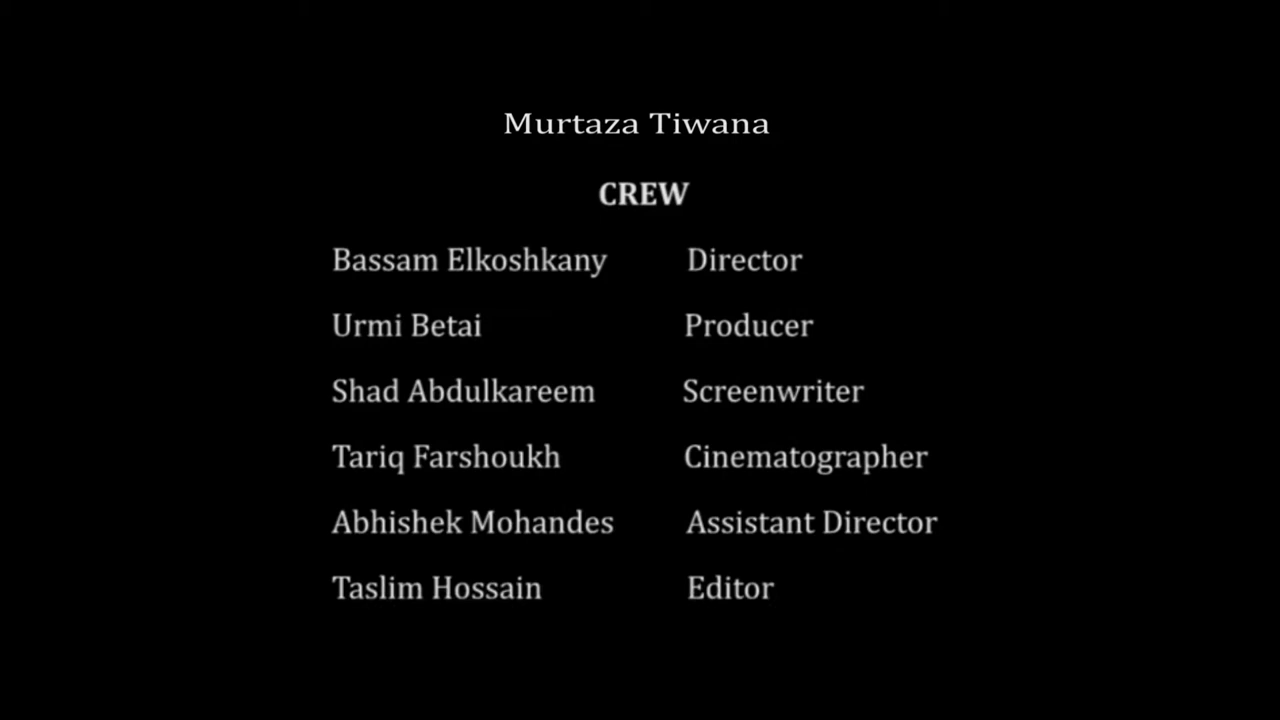 Murtaza Tiwana
CREW
Bassam Elkoshkany Director
Urmi Betai Producer
Shad Abdulkareem Screenwriter
Tariq Farshoukh Cinematographer
Abhishek Mohandes Assistant Director
Taslim Hossain Editor